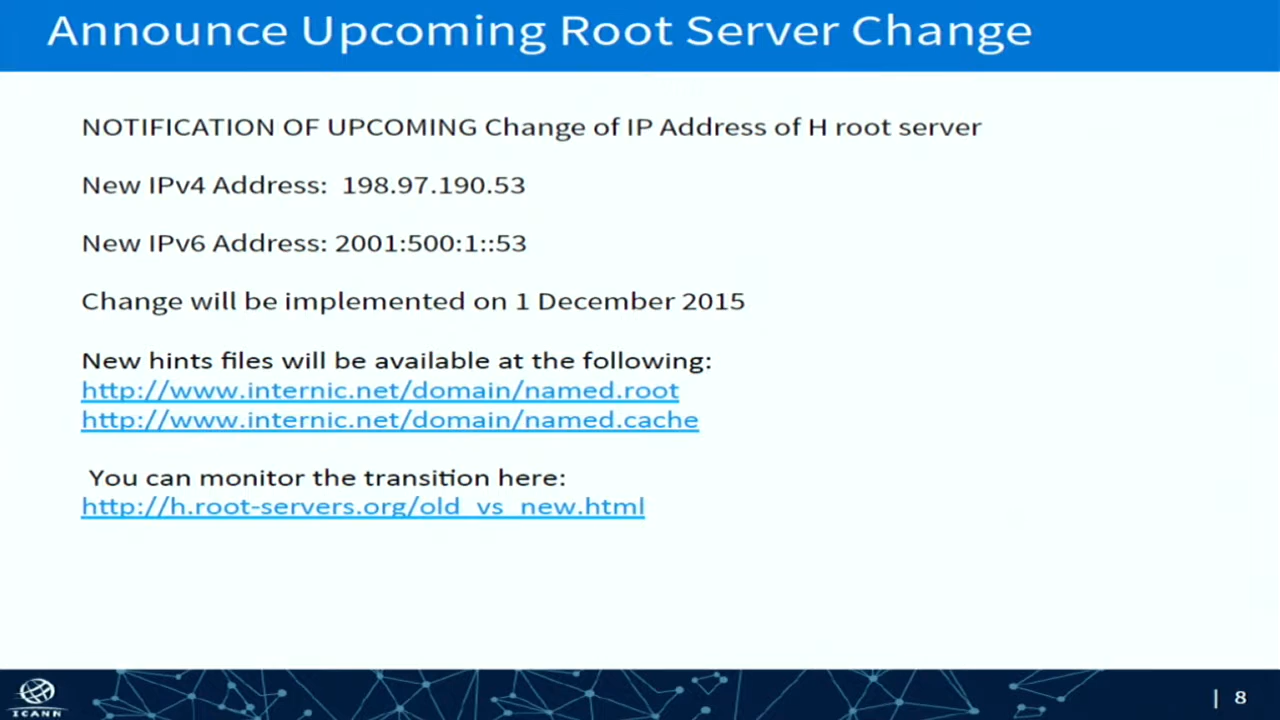 Announce Upcoming Root Server Change
NOTIFICATION OF UPCOMING Change of IP Address of H root server
New IPv4 Address: 198.97.190.53
New IPv6 Address: 2001:500:1::53
Change will be implemented on 1 December 2015
New hints files will be available at the following:
http://www.internic.net/domain/named.root
http://www.internic.net/domain/named.cache
You can monitor the transition here:
http://h.root-servers.org/old_vs_new.html
ICANN
| 8